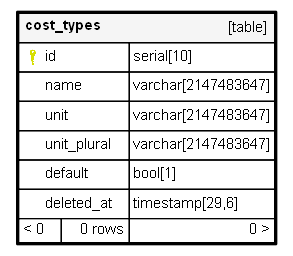 cost_types [table]
id serial[10]
name varchar[2147483647]
unit varchar[2147483647]
unit_plural varchar[2147483647]
default bool[1]
deleted_at timestamp[29,6]
< 0 0 rows 0 >